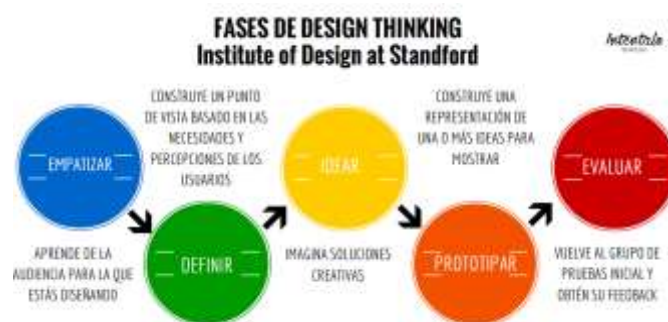 FASES DE DESIGN THINKING
Institute of Design at Standford
Intentrla
EMPATIZAR
APRENDE DE LA
AUDIENCIA PARA LA QUE
ESTÁS DISEÑANDO
CONSTRUYE UN PUNTO
DE VISTA BASADO EN LAS
NECESIDADES Y
PERCEPCIONES DE LOS
USUARIOS
DEFINIR
IDEAR
IMAGINA SOLUCIONES
CREATIVAS
CONSTRUYE UNA
REPRESENTACIÓN DE
UNA O MÁS IDEAS PARA
MOSTRAR
PROTOTIPAR
EVALUAR
VUELVE AL GRUPO DE
PRUEBAS INICIAL Y
OBTÉN SU FEEDBACK